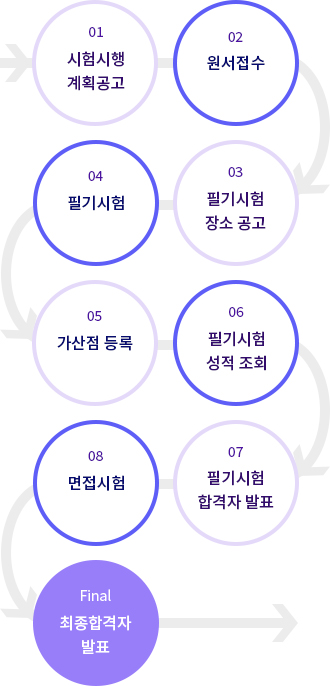 01
시험시행
계획공고
02
원서접수
03
필기시험
장소 공고
04
필기시험
05
가산점 등록
06
필기시험
성적 조회
07
필기시험
합격자 발표
08
면접시험
Final
최종합격자
발표